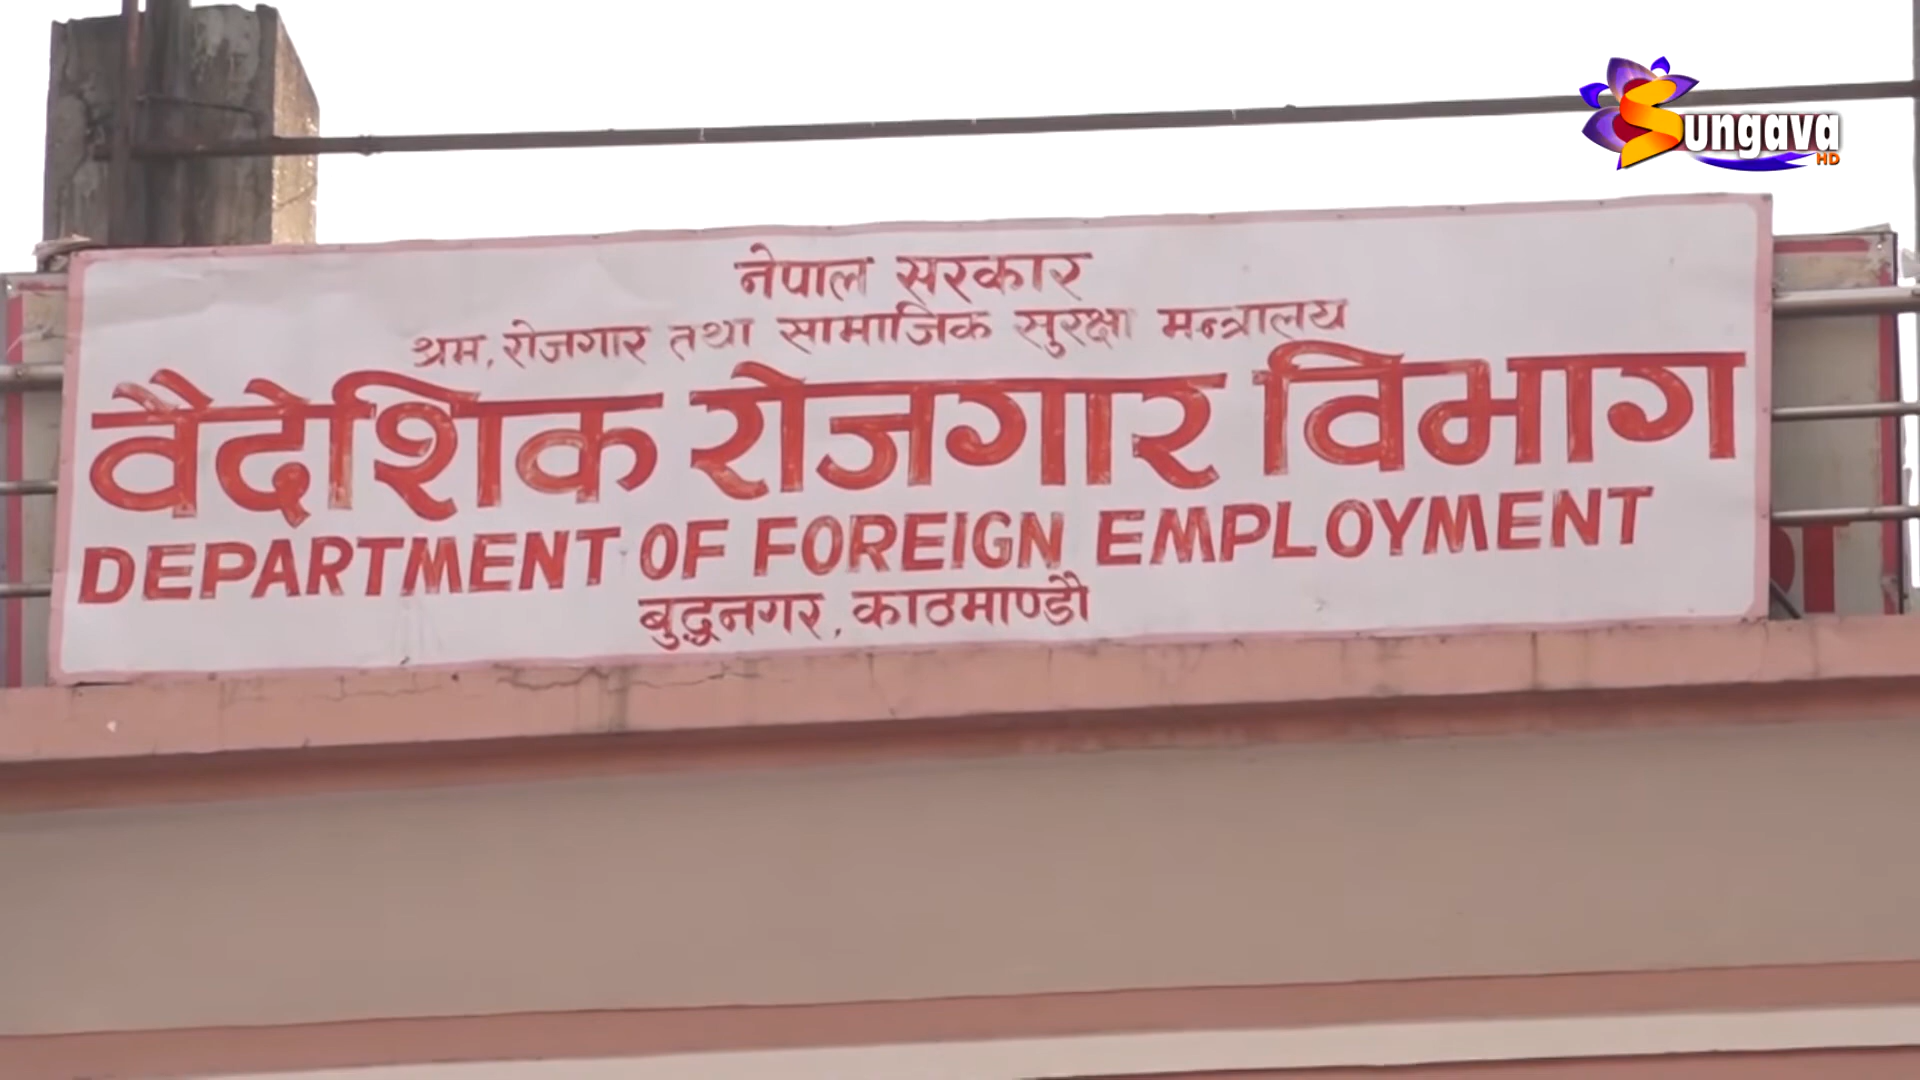 Sungava HD
नेपाल सरकार
श्रम, रोजगार तथा सामाजिक सुरक्षा मन्त्रालय
वैदेशिक रोजगार विभाग
DEPARTMENT OF FOREIGN EMPLOYMENT
बुद्धनगर, काठमाण्डौ